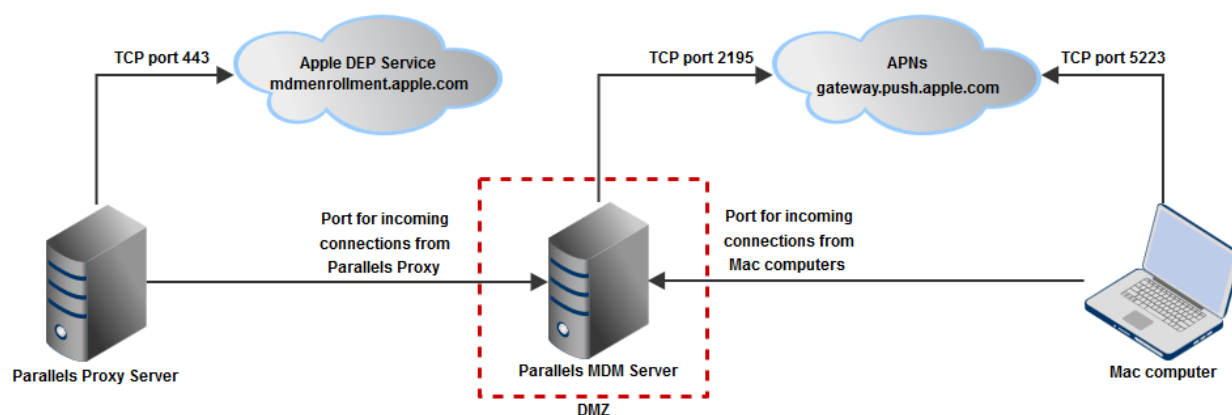 TCP port 443
Apple DEP Service
mdmenrollment.apple.com
TCP port 2195
APNs
gateway.push.apple.com
TCP port 5223
Port for incoming
connections from
Parallels Proxy
Port for incoming
connections from
Mac computers
Parallels Proxy Server
Parallels MDM Server
Mac computer
DMZ